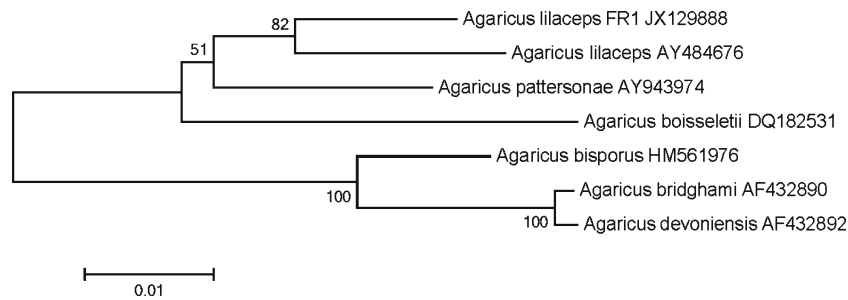 Agaricus lilaceps FR1 JX129888
82
51
Agaricus lilaceps AY484676
Agaricus pattersonae AY943974
Agaricus boisseletii DQ182531
Agaricus bisporus HM561976
100
Agaricus bridghami AF432890
100
Agaricus devoniensis AF432892
0.01